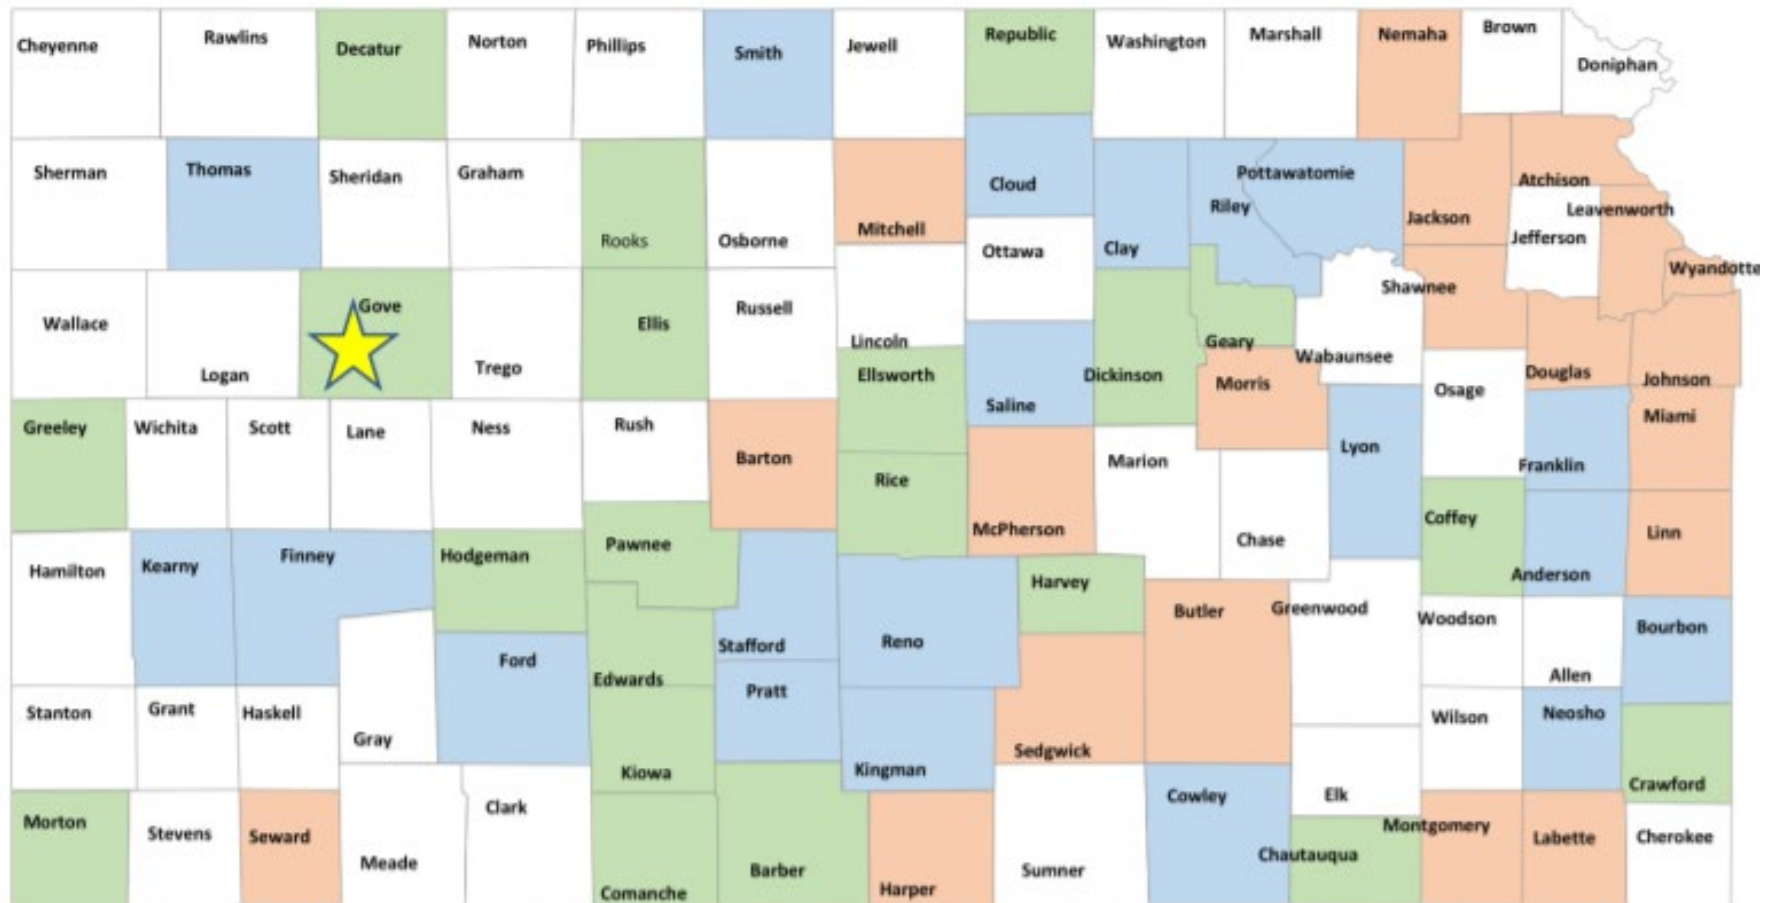 Cheyenne
Rawlins
Decatur
Norton
Phillips
Smith
Jewell
Republic
Washington
Marshall
Nemaha
Brown
Doniphan
Sherman
Thomas
Sheridan
Graham
Rooks
Osborne
Mitchell
Cloud
Clay
Riley
Pottawatomie
Jackson
Atchison
Leavenworth
Jefferson
Ottawa
Wyandotte
Wallace
Logan
Gove
Trego
Ellis
Russell
Lincoln
Ellsworth
Saline
Dickinson
Geary
Morris
Wabaunsee
Shawnee
Osage
Douglas
Johnson
Greeley
Wichita
Scott
Lane
Ness
Rush
Barton
Rice
McPherson
Marion
Chase
Lyon
Coffey
Franklin
Miami
Anderson
Linn
Hamilton
Kearny
Finney
Hodgeman
Pawnee
Stafford
Reno
Harvey
Butler
Greenwood
Woodson
Allen
Bourbon
Ford
Edwards
Pratt
Stanton
Grant
Haskell
Gray
Kiowa
Kingman
Sedgwick
Elk
Wilson
Neosho
Crawford
Morton
Stevens
Seward
Meade
Clark
Comanche
Barber
Harper
Sumner
Cowley
Chautauqua
Montgomery
Labette
Cherokee